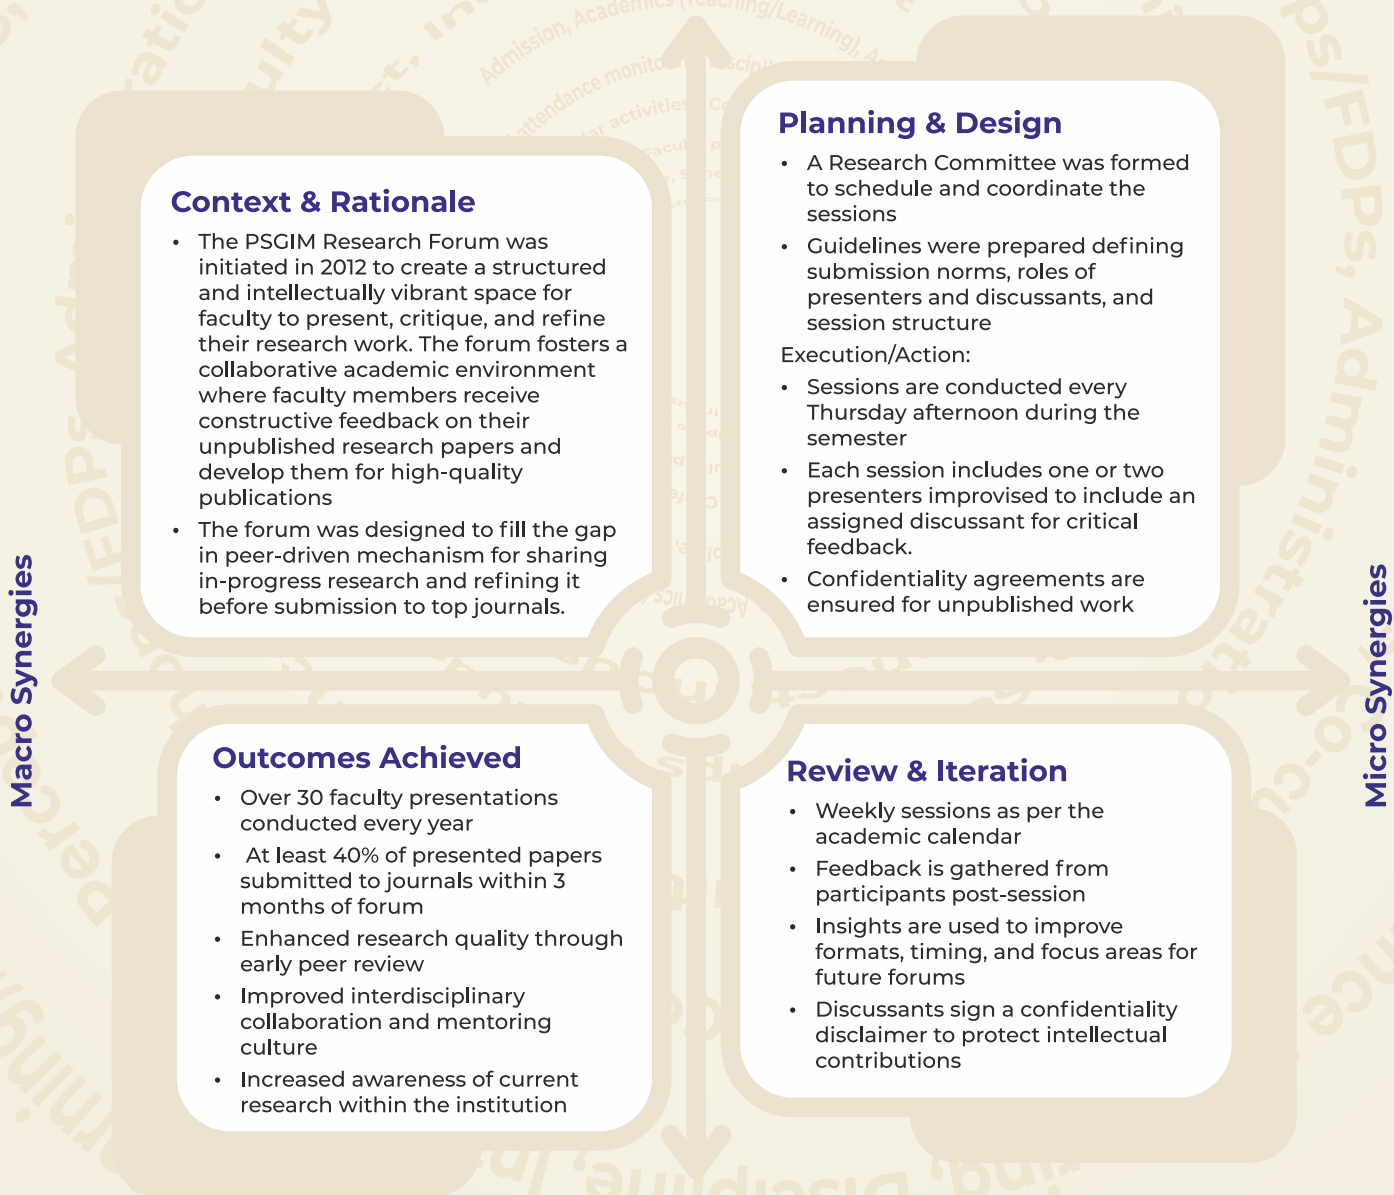 Context & Rationale
• The PSGIM Research Forum was
initiated in 2012 to create a structured
and intellectually vibrant space for
faculty to present, critique, and refine
their research work. The forum fosters a
collaborative academic environment
where faculty members receive
constructive feedback on their
unpublished research papers and
develop them for high-quality
publications
• The forum was designed to fill the gap
in peer-driven mechanism for sharing
in-progress research and refining it
before submission to top journals.
Planning & Design
• A Research Committee was formed
to schedule and coordinate the
sessions
• Guidelines were prepared defining
submission norms, roles of
presenters and discussants, and
session structure
Execution/Action:
• Sessions are conducted every
Thursday afternoon during the
semester
• Each session includes one or two
presenters improvised to include an
assigned discussant for critical
feedback.
• Confidentiality agreements are
ensured for unpublished work
Macro Synergies
Micro Synergies
Outcomes Achieved
• Over 30 faculty presentations
conducted every year
• At least 40% of presented papers
submitted to journals within 3
months of forum
• Enhanced research quality through
early peer review
• Improved interdisciplinary
collaboration and mentoring
culture
• Increased awareness of current
research within the institution
Review & Iteration
• Weekly sessions as per the
academic calendar
• Feedback is gathered from
participants post-session
• Insights are used to improve
formats, timing, and focus areas for
future forums
• Discussants sign a confidentiality
disclaimer to protect intellectual
contributions
Admission, Academics (Teaching/Learning),
attendance
activities
/FDPs, Administration
Discipline,